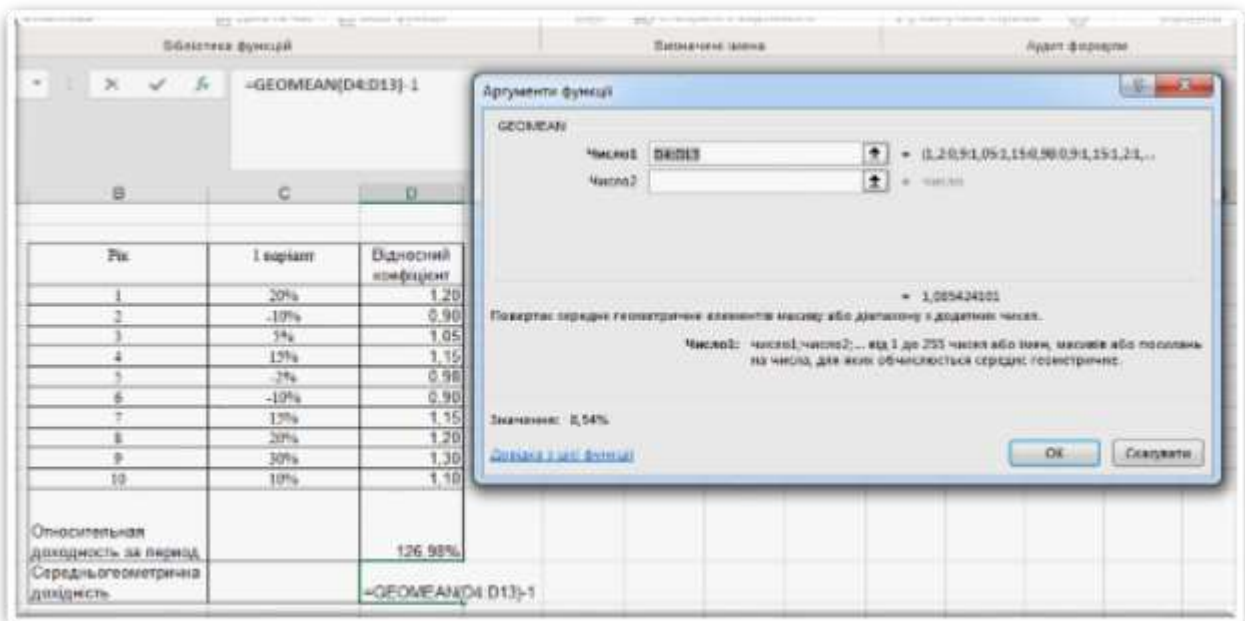 Бібліотека функцій
Визначені імена
Аудит формули
=GEOMEAN(D4:D13)-1
Аргументи функції
GEOMEAN
Число1 D4:D13 = {1,2:0,9:1,05:1,15:0,98:0,9:1,15:1,2:1,...
Число2 = число
= 1,085424101
Повертає середнє геометричне елементів масиву або діапазону з додатних чисел.
Число1: число1;число2;... від 1 до 255 чисел або імен, масивів або посилань
на числа, для яких обчислюється середнє геометричне.
Значення: 8,54%
Довідка з цієї функції
OK
Скасувати
B C D
Рік 1 варіант Відносний
коефіцієнт
1 20% 1,20
2 -10% 0,90
3 5% 1,05
4 15% 1,15
5 -2% 0,98
6 -10% 0,90
7 15% 1,15
8 20% 1,20
9 30% 1,30
10 10% 1,10
Относительная
доходность за период 126,98%
Середньогеометрична
дохідність =GEOMEAN(D4:D13)-1